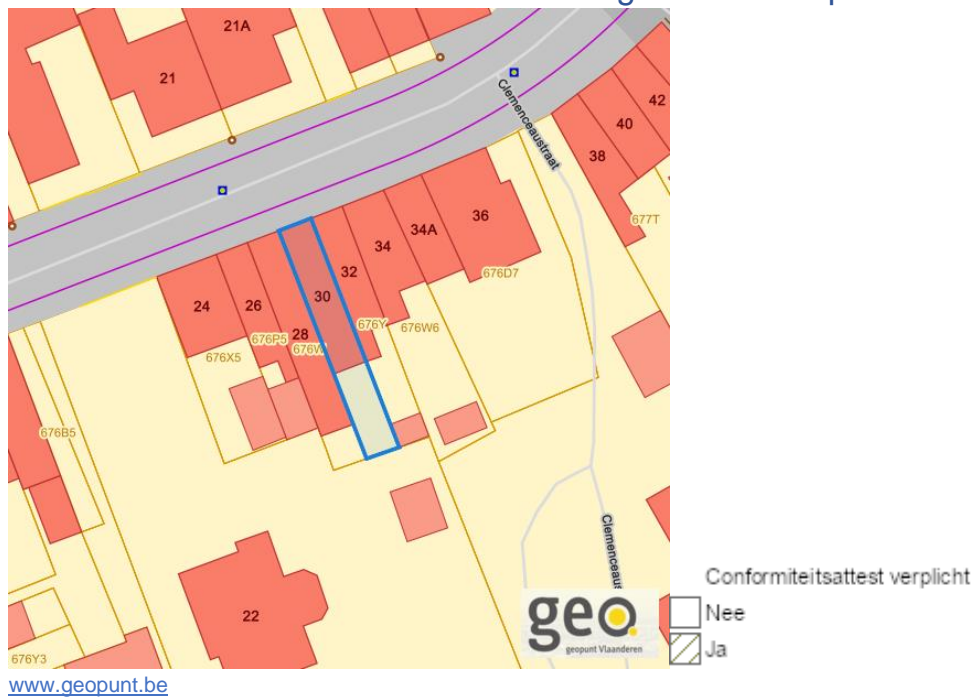 21A
21
Clemenceaustraat
42
40
38
677T
36
34A
34
32
30
676D7
24
26
28
676Y
676W6
676P5
676W
676X5
676B5
22
676Y3
geo
geopunt Vlaanderen
Conformiteitsattest verplicht
Nee
Ja
www.geopunt.be